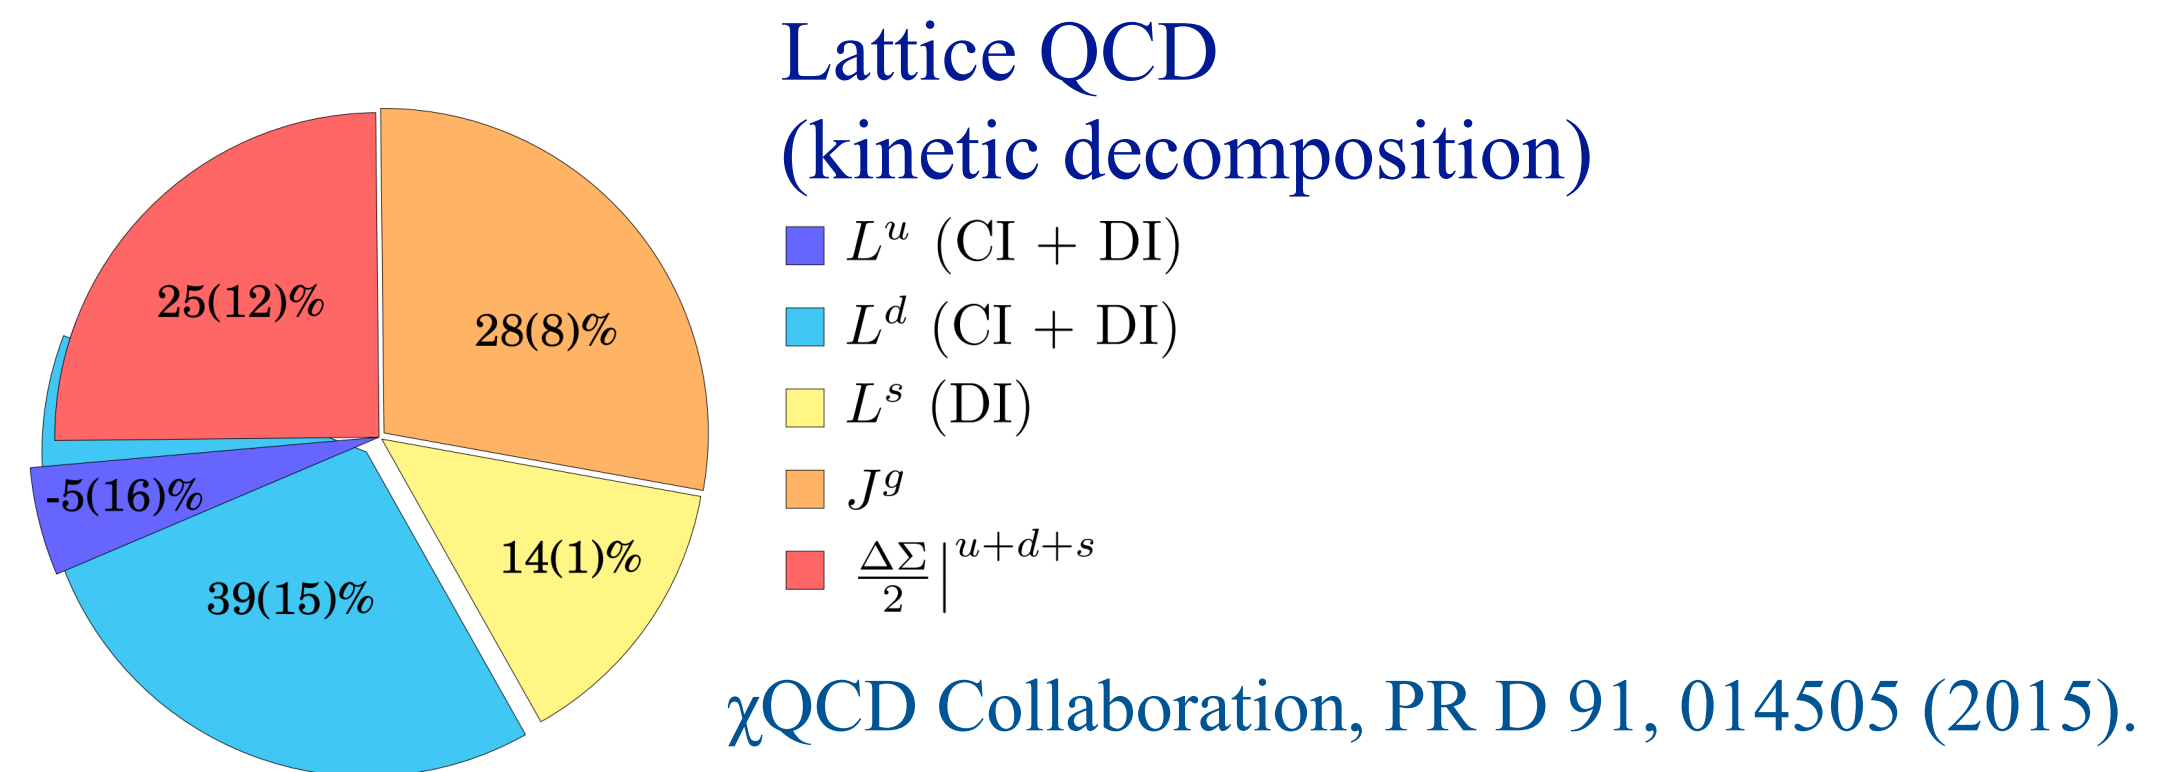 Lattice QCD
(kinetic decomposition)
L^u (CI + DI)
L^d (CI + DI)
L^s (DI)
J^g
ΔΣ/2|^{u+d+s}
25(12)%
28(8)%
-5(16)%
14(1)%
39(15)%
χQCD Collaboration, PR D 91, 014505 (2015).